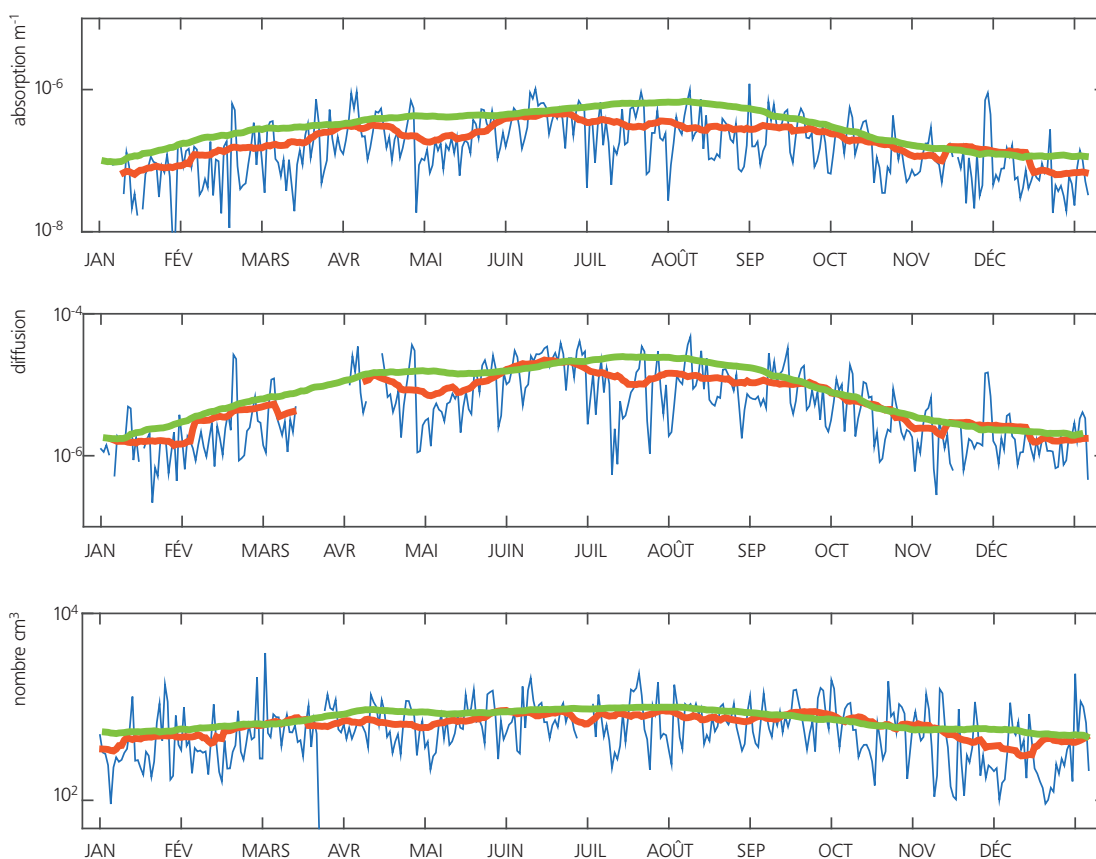 absorption m⁻¹
10⁻⁶
10⁻⁸
JAN FÉV MARS AVR MAI JUIN JUIL AOÛT SEP OCT NOV DÉC
diffusion
10⁻⁴
10⁻⁶
JAN FÉV MARS AVR MAI JUIN JUIL AOÛT SEP OCT NOV DÉC
nombre cm³
10⁴
10²
JAN FÉV MARS AVR MAI JUIN JUIL AOÛT SEP OCT NOV DÉC